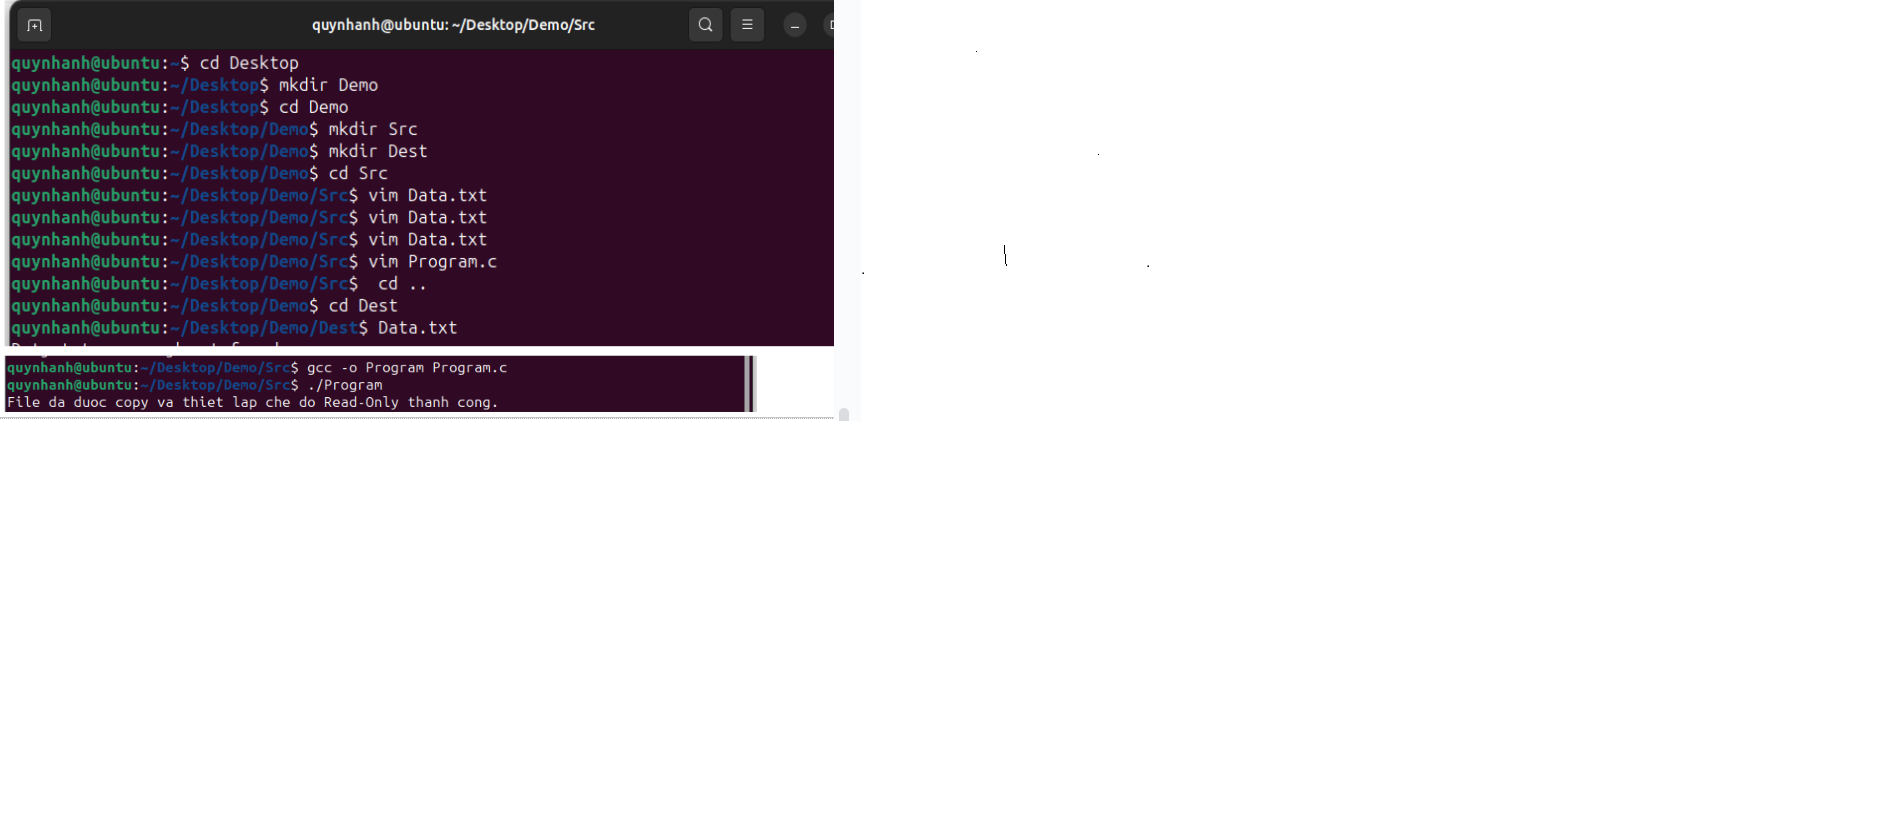 quynhanh@ubuntu: ~/Desktop/Demo/Src
quynhanh@ubuntu:~$ cd Desktop
quynhanh@ubuntu:~/Desktop$ mkdir Demo
quynhanh@ubuntu:~/Desktop$ cd Demo
quynhanh@ubuntu:~/Desktop/Demo$ mkdir Src
quynhanh@ubuntu:~/Desktop/Demo$ mkdir Dest
quynhanh@ubuntu:~/Desktop/Demo$ cd Src
quynhanh@ubuntu:~/Desktop/Demo/Src$ vim Data.txt
quynhanh@ubuntu:~/Desktop/Demo/Src$ vim Data.txt
quynhanh@ubuntu:~/Desktop/Demo/Src$ vim Data.txt
quynhanh@ubuntu:~/Desktop/Demo/Src$ vim Program.c
quynhanh@ubuntu:~/Desktop/Demo/Src$  cd ..
quynhanh@ubuntu:~/Desktop/Demo$ cd Dest
quynhanh@ubuntu:~/Desktop/Demo/Dest$ Data.txt
quynhanh@ubuntu:~/Desktop/Demo/Src$ gcc -o Program Program.c
quynhanh@ubuntu:~/Desktop/Demo/Src$ ./Program
File da duoc copy va thiet lap che do Read-Only thanh cong.